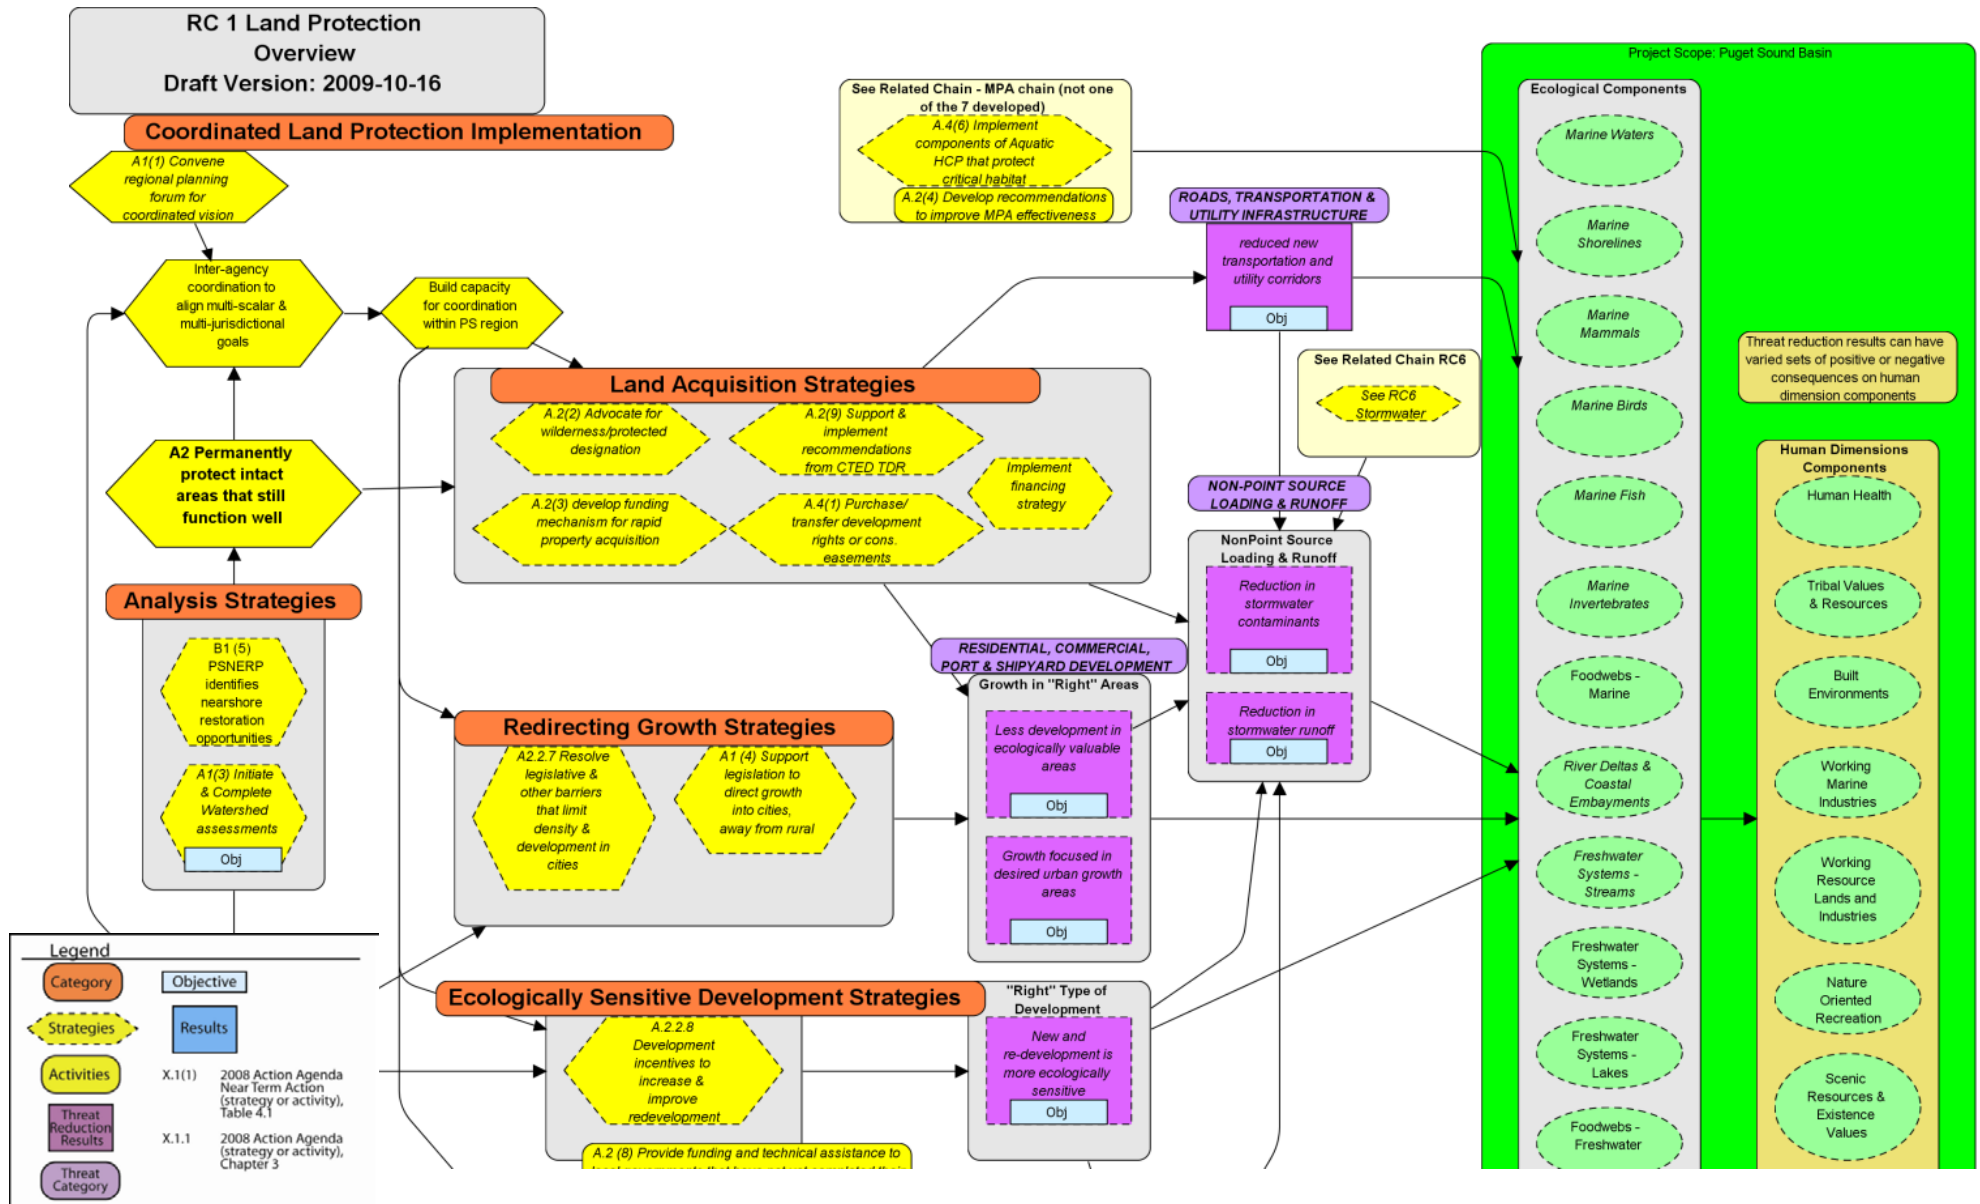 RC 1 Land Protection
Overview
Draft Version: 2009-10-16
Coordinated Land Protection Implementation
A1(1) Convene
regional planning
forum for
coordinated vision
Inter-agency
coordination to
align multi-scalar &
multi-jurisdictional
goals
Build capacity
for coordination
within PS region
A2 Permanently
protect intact
areas that still
function well
Analysis Strategies
B1 (5)
PSNERP
identifies
nearshore
restoration
opportunities
A1(3) Initiate
& Complete
Watershed
assessments
Obj
See Related Chain - MPA chain (not one
of the 7 developed)
A.4(6) Implement
components of Aquatic
HCP that protect
critical habitat
A.2(4) Develop recommendations
to improve MPA effectiveness
Land Acquisition Strategies
A.2(2) Advocate for
wilderness/protected
designation
A.2(9) Support &
implement
recommendations
from CTED TDR
Implement
financing
strategy
A.2(3) develop funding
mechanism for rapid
property acquisition
A.4(1) Purchase/
transfer development
rights or cons.
easements
Redirecting Growth Strategies
A2.2.7 Resolve
legislative &
other barriers
that limit
density &
development in
cities
A1 (4) Support
legislation to
direct growth
into cities,
away from rural
Ecologically Sensitive Development Strategies
A.2.2.8
Development
incentives to
increase &
improve
redevelopment
A.2 (8) Provide funding and technical assistance to
ROADS, TRANSPORTATION &
UTILITY INFRASTRUCTURE
reduced new
transportation and
utility corridors
Obj
See Related Chain RC6
See RC6
Stormwater
NON-POINT SOURCE
LOADING & RUNOFF
NonPoint Source
Loading & Runoff
Reduction in
stormwater
contaminants
Obj
Reduction in
stormwater runoff
Obj
RESIDENTIAL, COMMERCIAL,
PORT & SHIPYARD DEVELOPMENT
Growth in "Right" Areas
Less development in
ecologically valuable
areas
Obj
Growth focused in
desired urban growth
areas
Obj
"Right" Type of
Development
New and
re-development is
more ecologically
sensitive
Obj
Project Scope: Puget Sound Basin
Ecological Components
Marine Waters
Marine
Shorelines
Marine
Mammals
Marine Birds
Marine Fish
Marine
Invertebrates
Foodwebs -
Marine
River Deltas &
Coastal
Embayments
Freshwater
Systems -
Streams
Freshwater
Systems -
Wetlands
Freshwater
Systems -
Lakes
Foodwebs -
Freshwater
Threat reduction results can have
varied sets of positive or negative
consequences on human
dimension components
Human Dimensions
Components
Human Health
Tribal Values
& Resources
Built
Environments
Working
Marine
Industries
Working
Resource
Lands and
Industries
Nature
Oriented
Recreation
Scenic
Resources &
Existence
Values
Legend
Category
Objective
Strategies
Results
Activities
X.1(1) 2008 Action Agenda
Near Term Action
(strategy or activity),
Table 4.1
Threat
Reduction
Results
X.1.1 2008 Action Agenda
(strategy or activity),
Chapter 3
Threat
Category